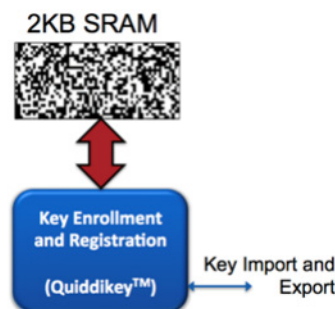 2KB SRAM
Key Enrollment
and Registration
(Quiddikey™)
Key Import and
Export